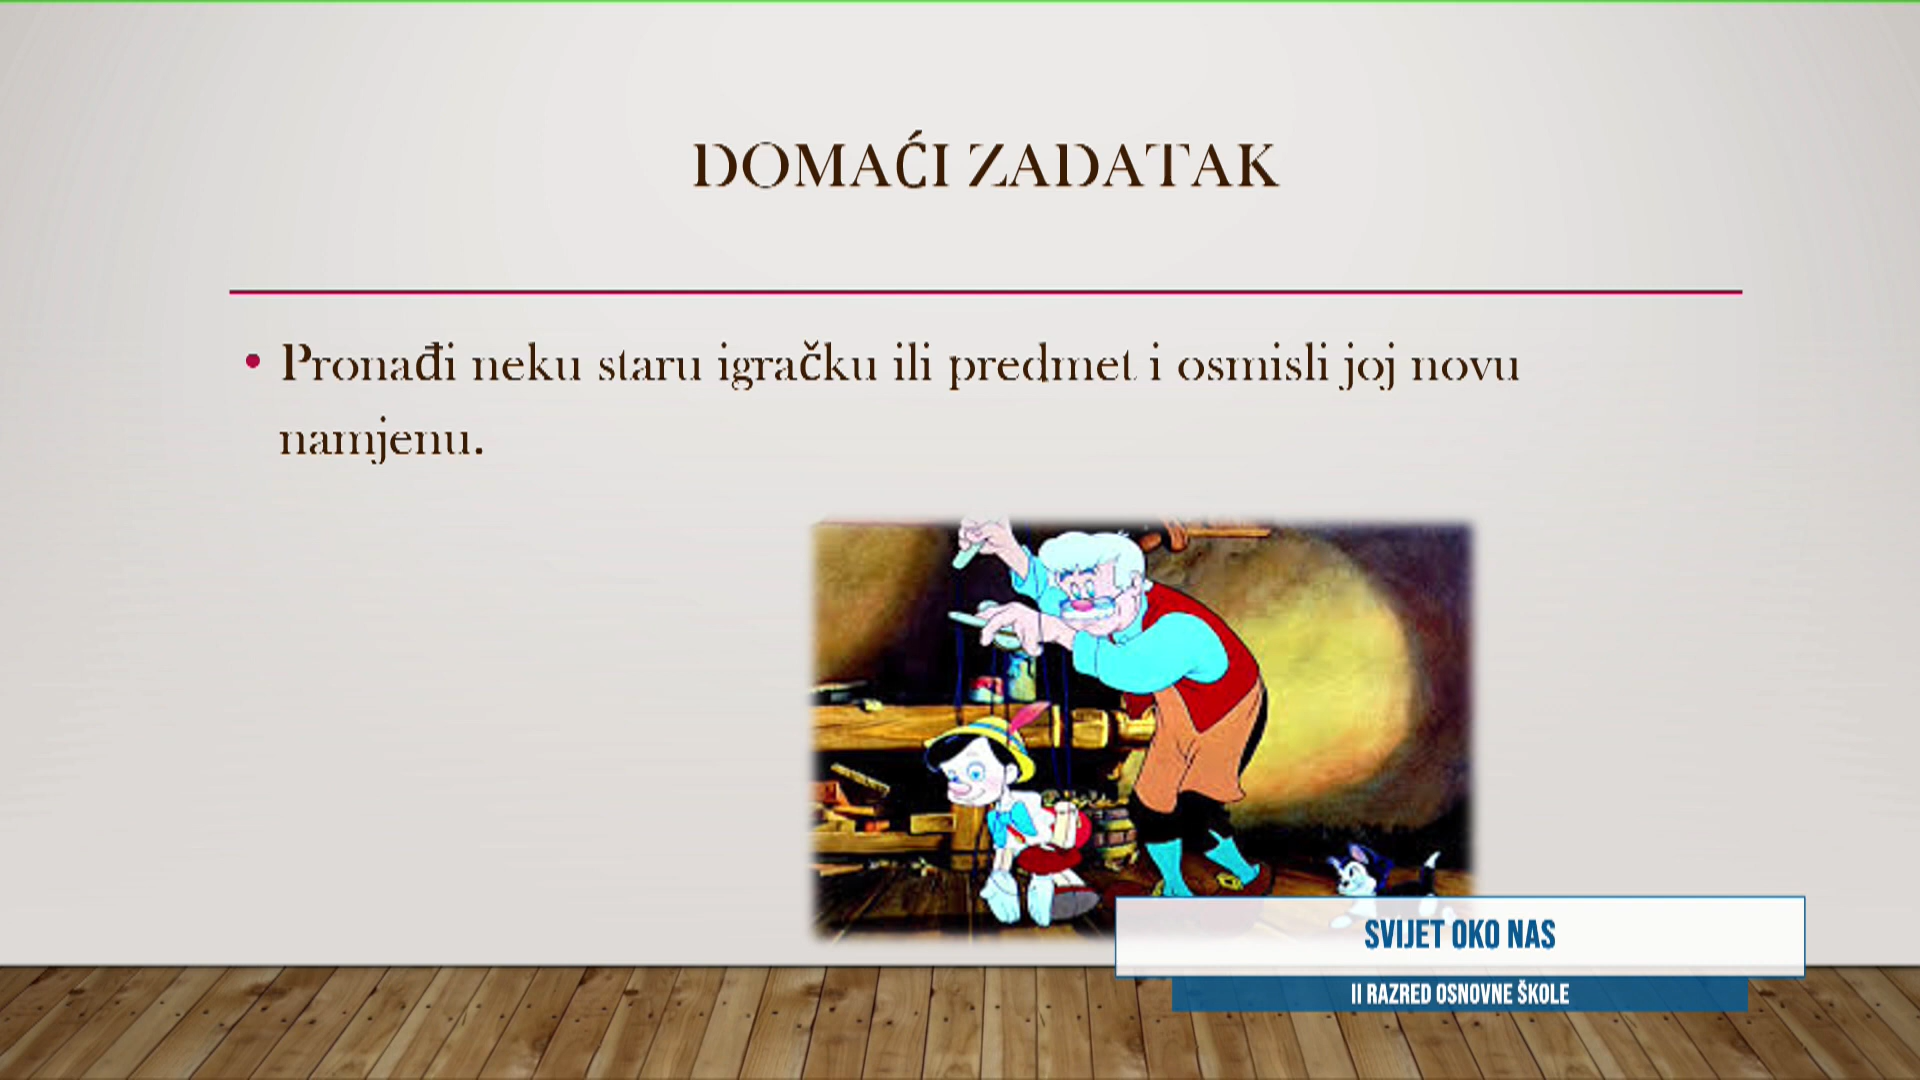 DOMAĆI ZADATAK
• Pronađi neku staru igračku ili predmet i osmisli joj novu
namjenu.
SVIJET OKO NAS
II RAZRED OSNOVNE ŠKOLE